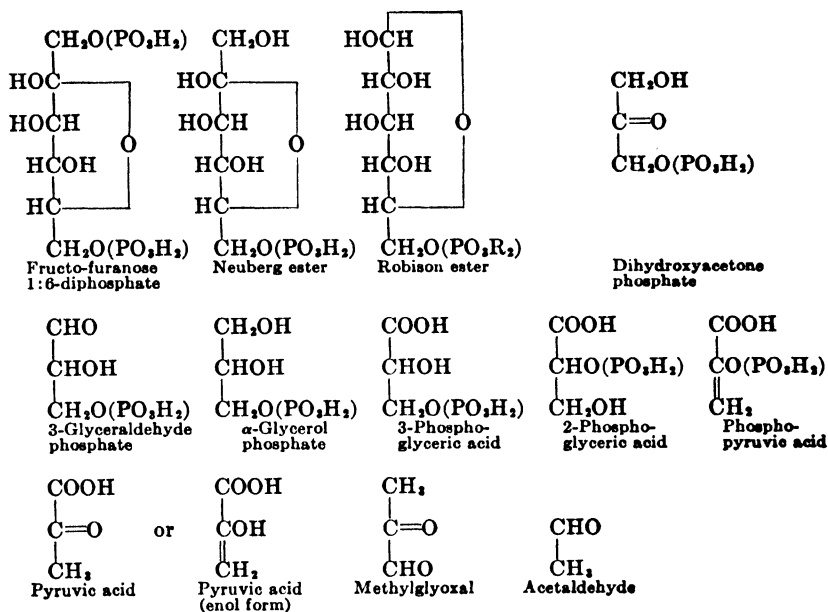 CH₂O(PO₃H₂) CH₂OH HOCH
HOC HOC HCOH CH₂OH
HOCH HOCH HOCH O C=O
O O
HCOH HCOH HCOH CH₂O(PO₃H₂)
HC HC HC
CH₂O(PO₃H₂) CH₂O(PO₃H₂) CH₂O(PO₃R₂)
Fructo-furanose Neuberg ester Robison ester Dihydroxyacetone
1:6-diphosphate phosphate
CHO CH₂OH COOH COOH COOH
CHOH CHOH CHOH CHO(PO₃H₂) CO(PO₃H₂)
CH₂O(PO₃H₂) CH₂O(PO₃H₂) CH₂O(PO₃H₂) CH₂OH CH₂
3-Glyceraldehyde α-Glycerol 3-Phospho- 2-Phospho- Phospho-
phosphate phosphate glyceric acid glyceric acid pyruvic acid
COOH COOH CH₃
C=O or COH C=O CHO
CH₃ CH₂ CHO CH₃
Pyruvic acid Pyruvic acid Methylglyoxal Acetaldehyde
(enol form)